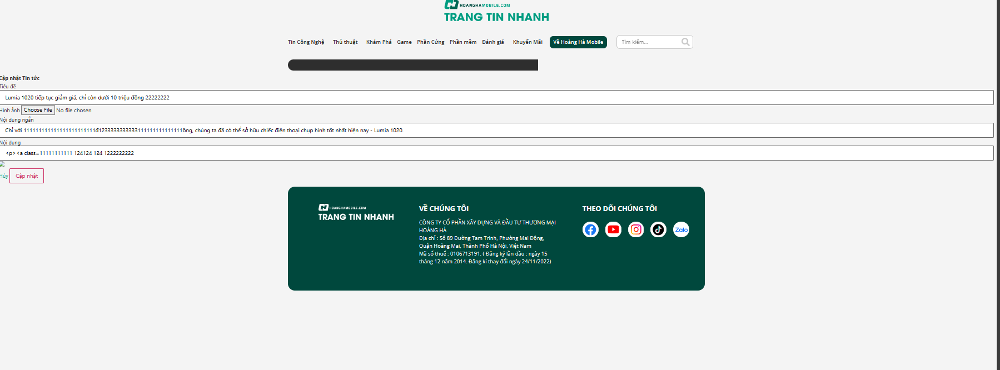 HOANGHAMOBILE.COM
TRANG TIN NHANH
Tin Công Nghệ Thủ thuật Khám Phá Game Phần Cứng Phần mềm Đánh giá Khuyến Mãi Về Hoàng Hà Mobile Tìm kiếm...
Cập nhật Tin tức
Tiêu đề
Lumia 1020 tiếp tục giảm giá, chỉ còn dưới 10 triệu đồng 22222222
Hình ảnh Choose File No file chosen
Nội dung ngắn
Chỉ với 1111111111111111111111111đ1233333333333111111111111111ồng, chúng ta đã có thể sở hữu chiếc điện thoại chụp hình tốt nhất hiện nay - Lumia 1020.
Nội dung
<p><a class=11111111111 124124 124 1222222222
Hủy Cập nhật
HOANGHAMOBILE.COM
TRANG TIN NHANH
VỀ CHÚNG TÔI
CÔNG TY CỔ PHẦN XÂY DỰNG VÀ ĐẦU TƯ THƯƠNG MẠI
HOÀNG HÀ
Địa chỉ : Số 89 Đường Tam Trinh, Phường Mai Động,
Quận Hoàng Mai, Thành Phố Hà Nội, Việt Nam
Mã số thuế : 0106713191. ( Đăng ký lần đầu : ngày 15
tháng 12 năm 2014. Đăng kí thay đổi ngày 24/11/2022)
THEO DÕI CHÚNG TÔI
Zalo